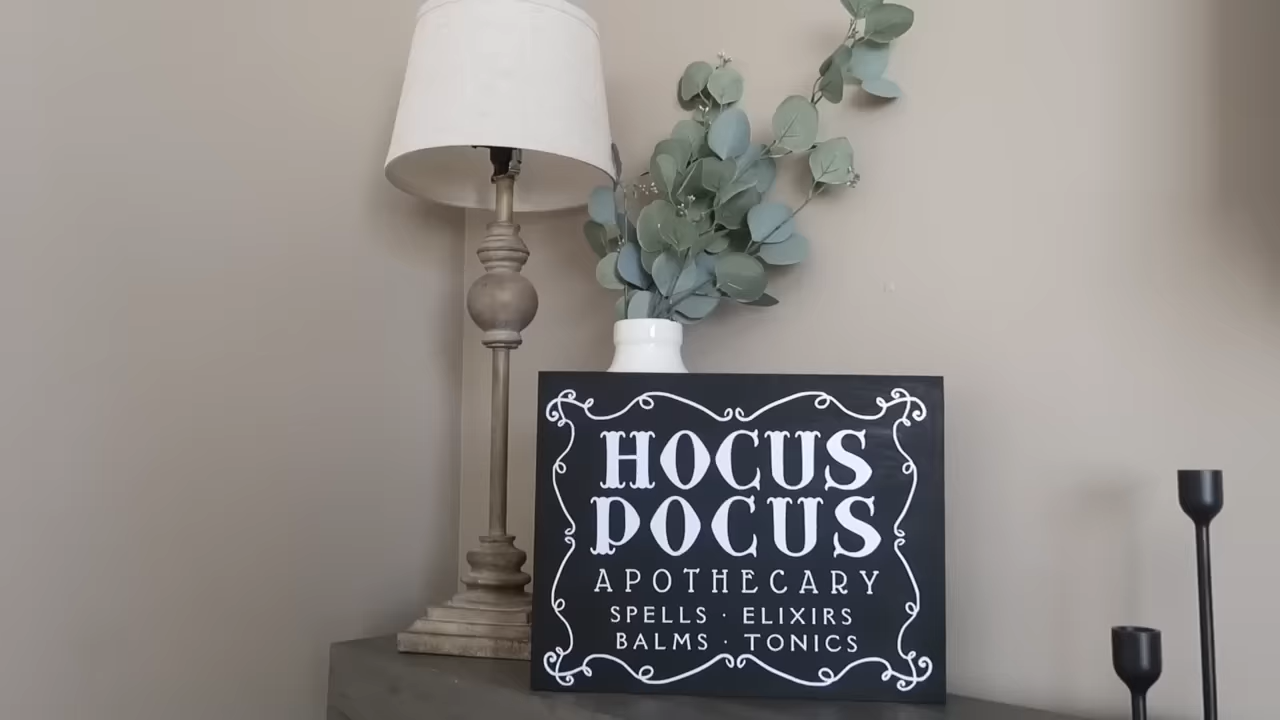 HOCUS
POCUS
APOTHECARY
SPELLS · ELIXIRS
BALMS · TONICS